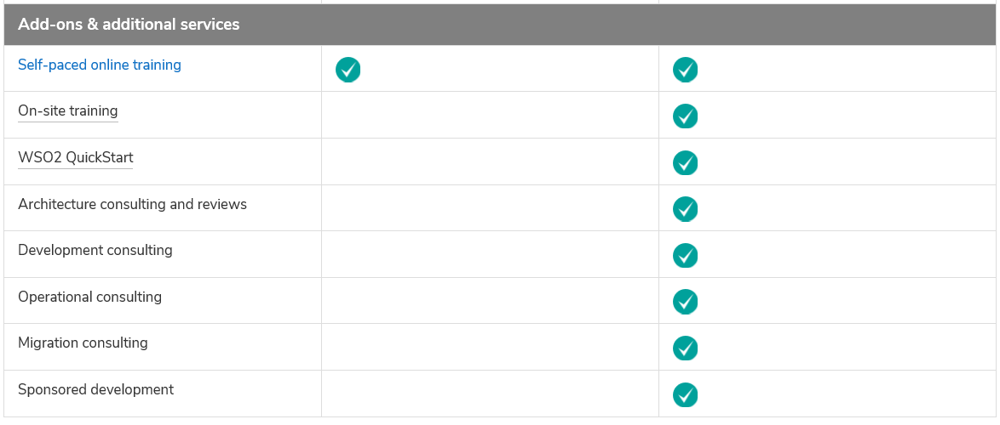 Add-ons & additional services
Self-paced online training
On-site training
WSO2 QuickStart
Architecture consulting and reviews
Development consulting
Operational consulting
Migration consulting
Sponsored development